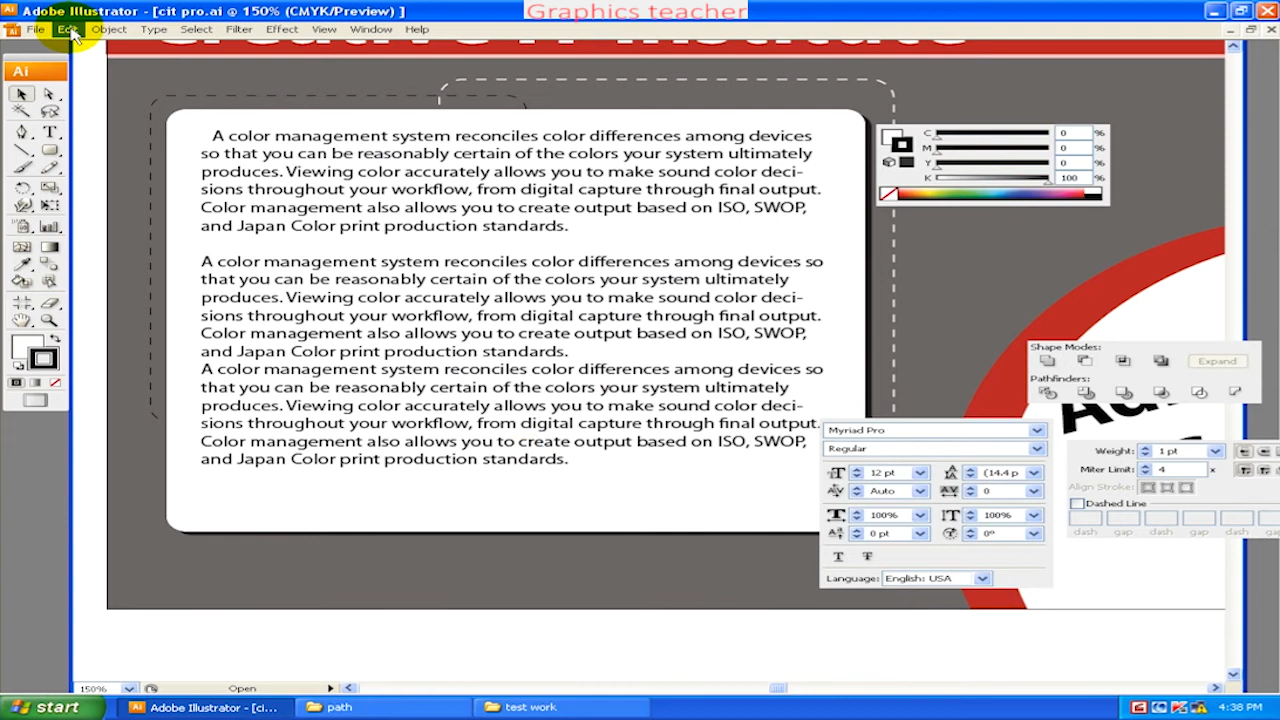 Adobe Illustrator - [cit pro.ai @ 150% (CMYK/Preview) ]
Graphics teacher
File Edit Object Type Select Filter Effect View Window Help
Ai
A color management system reconciles color differences among devices
so that you can be reasonably certain of the colors your system ultimately
produces. Viewing color accurately allows you to make sound color deci-
sions throughout your workflow, from digital capture through final output.
Color management also allows you to create output based on ISO, SWOP,
and Japan Color print production standards.
A color management system reconciles color differences among devices so
that you can be reasonably certain of the colors your system ultimately
produces. Viewing color accurately allows you to make sound color deci-
sions throughout your workflow, from digital capture through final output.
Color management also allows you to create output based on ISO, SWOP,
and Japan Color print production standards.
A color management system reconciles color differences among devices so
that you can be reasonably certain of the colors your system ultimately
produces. Viewing color accurately allows you to make sound color deci-
sions throughout your workflow, from digital capture through final output.
Color management also allows you to create output based on ISO, SWOP,
and Japan Color print production standards.
C 0 %
M 0 %
Y 0 %
K 100 %
Shape Modes:
Expand
Pathfinders:
Myriad Pro
Regular
12 pt (14.4 p
Auto 0
100% 100%
0 pt 0°
Language: English: USA
Weight: 1 pt
Miter Limit: 4 x
Align Stroke:
Dashed Line
dash gap dash gap dash gap
150% Open
start Adobe Illustrator - [ci... path test work 4:38 PM